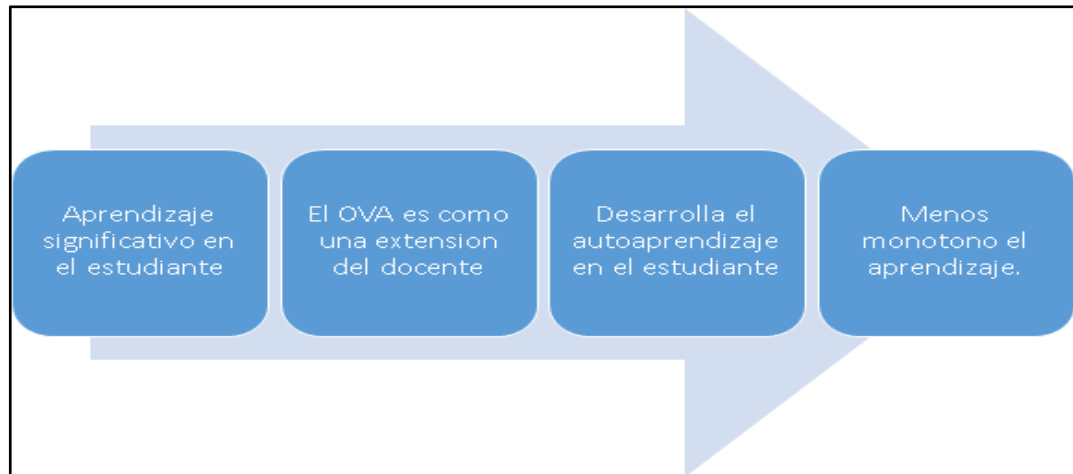 Aprendizaje
significativo en
el estudiante
El OVA es como
una extension
del docente
Desarrolla el
autoaprendizaje
en el estudiante
Menos
monotono el
aprendizaje.